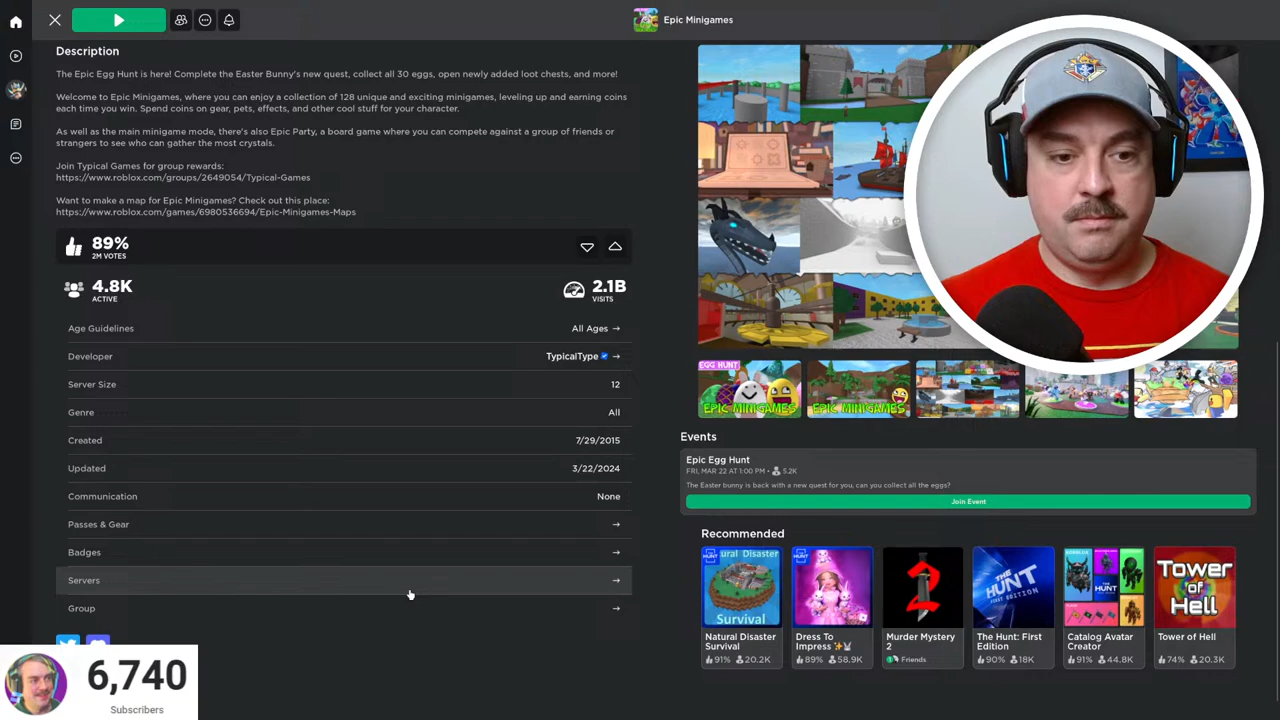 Epic Minigames
Description
The Epic Egg Hunt is here! Complete the Easter Bunny's new quest, collect all 30 eggs, open newly added loot chests, and more!
Welcome to Epic Minigames, where you can enjoy a collection of 128 unique and exciting minigames, leveling up and earning coins
each time you win. Spend coins on gear, pets, effects, and other cool stuff for your character.
As well as the main minigame mode, there's also Epic Party, a board game where you can compete against a group of friends or
strangers to see who can gather the most crystals.
Join Typical Games for group rewards:
https://www.roblox.com/groups/2649054/Typical-Games
Want to make a map for Epic Minigames? Check out this place:
https://www.roblox.com/games/6980536694/Epic-Minigames-Maps
89%
2M VOTES
4.8K
ACTIVE
2.1B
VISITS
Age Guidelines All Ages →
Developer TypicalType →
Server Size 12
Genre All
Created 7/29/2015
Updated 3/22/2024
Communication None
Passes & Gear →
Badges →
Servers →
Group →
6,740
Subscribers
EGG HUNT
EPIC MINIGAMES
EPIC MINIGAMES
Events
Epic Egg Hunt
FRI, MAR 22 AT 1:00 PM • 5.2K
The Easter bunny is back with a new quest for you, can you collect all the eggs?
Join Event
Recommended
HUNT
Natural Disaster
Survival
HUNT
2
THE HUNT
FIRST EDITION
Tower
of
Hell
Natural Disaster
Survival
91% 20.2K
Dress To
Impress ✨🐰
89% 58.9K
Murder Mystery
2
Friends
The Hunt: First
Edition
90% 18K
Catalog Avatar
Creator
91% 44.8K
Tower of Hell
74% 20.3K